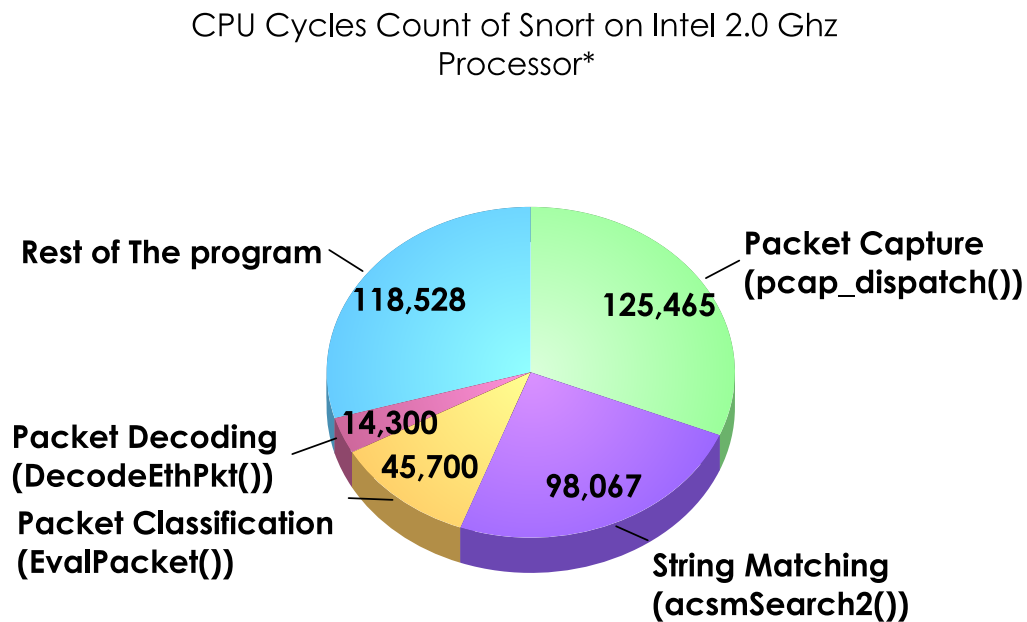 CPU Cycles Count of Snort on Intel 2.0 Ghz
Processor*
Rest of The program
118,528
Packet Capture
(pcap_dispatch())
125,465
Packet Decoding
(DecodeEthPkt())
14,300
Packet Classification
(EvalPacket())
45,700
98,067
String Matching
(acsmSearch2())